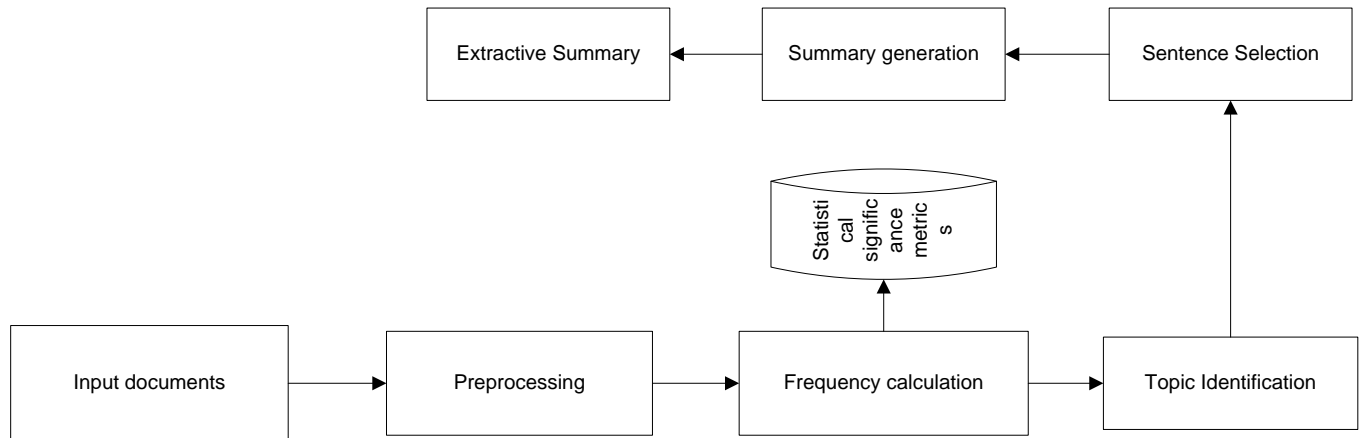 Extractive Summary
Summary generation
Sentence Selection
Statisti
cal
signific
ance
metric
s
Input documents
Preprocessing
Frequency calculation
Topic Identification